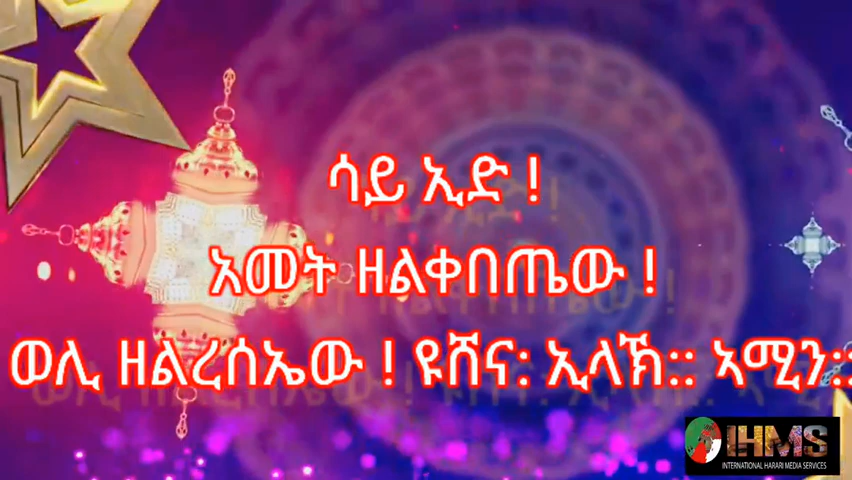 ሳይ ኢድ !
አመት ዘልቀበጤው !
ወሊ ዘልረሰኤው ! ዩሸና: ኢላኽ:: ኣሚን::
IHMS
INTERNATIONAL HARARI MEDIA SERVICES